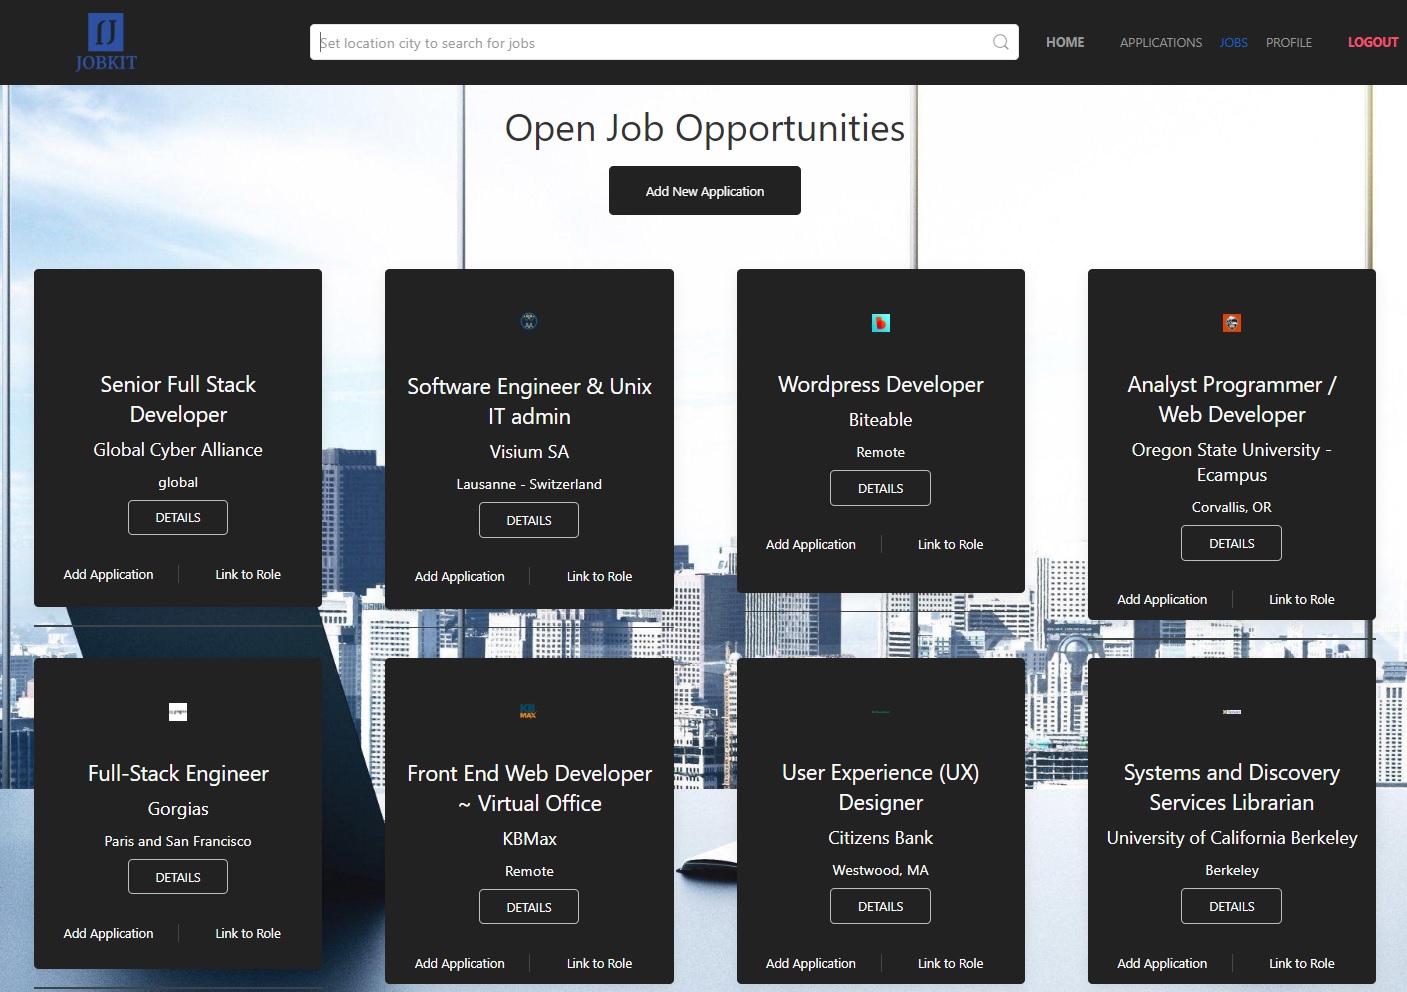 JOBKIT
Set location city to search for jobs
HOME
APPLICATIONS
JOBS
PROFILE
LOGOUT
Open Job Opportunities
Add New Application
Senior Full Stack
Developer
Global Cyber Alliance
global
DETAILS
Add Application
Link to Role
Software Engineer & Unix
IT admin
Visium SA
Lausanne - Switzerland
DETAILS
Add Application
Link to Role
Wordpress Developer
Biteable
Remote
DETAILS
Add Application
Link to Role
Analyst Programmer /
Web Developer
Oregon State University -
Ecampus
Corvallis, OR
DETAILS
Add Application
Link to Role
Full-Stack Engineer
Gorgias
Paris and San Francisco
DETAILS
Add Application
Link to Role
KB
MAX
Front End Web Developer
~ Virtual Office
KBMax
Remote
DETAILS
Add Application
Link to Role
User Experience (UX)
Designer
Citizens Bank
Westwood, MA
DETAILS
Add Application
Link to Role
Systems and Discovery
Services Librarian
University of California Berkeley
Berkeley
DETAILS
Add Application
Link to Role